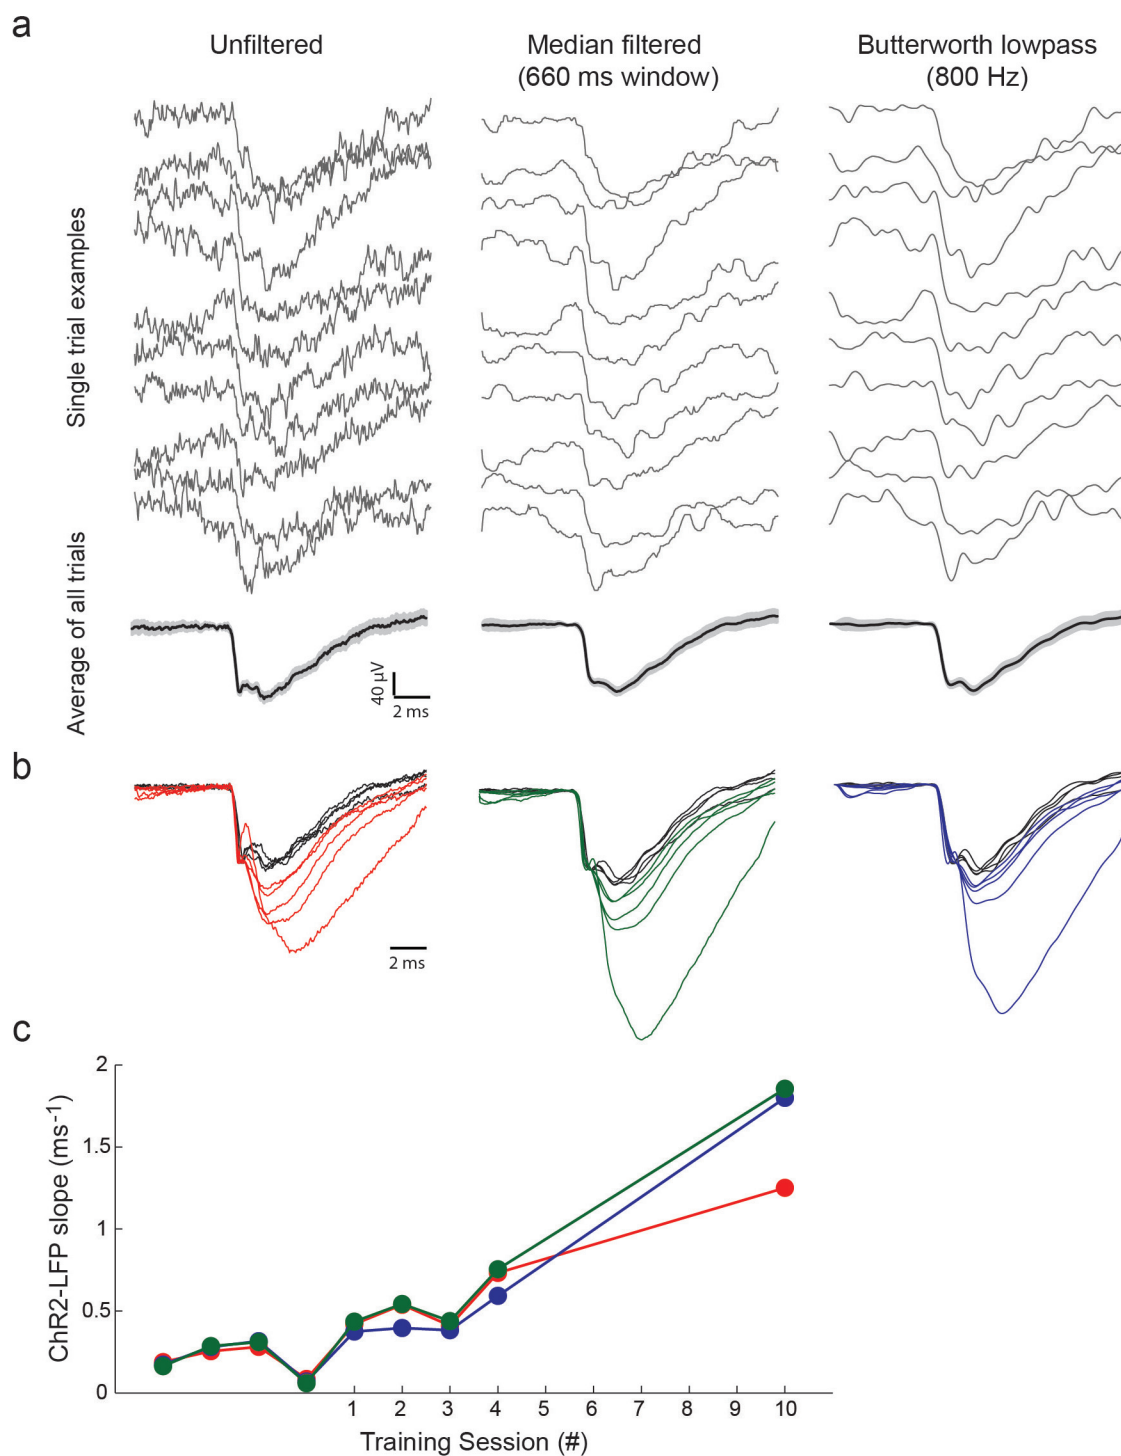 a
Unfiltered
Median filtered
(660 ms window)
Butterworth lowpass
(800 Hz)
Single trial examples
Average of all trials
40 µV
2 ms
b
2 ms
c
ChR2-LFP slope (ms⁻¹)
2
1.5
1
0.5
0
1 2 3 4 5 6 7 8 9 10
Training Session (#)